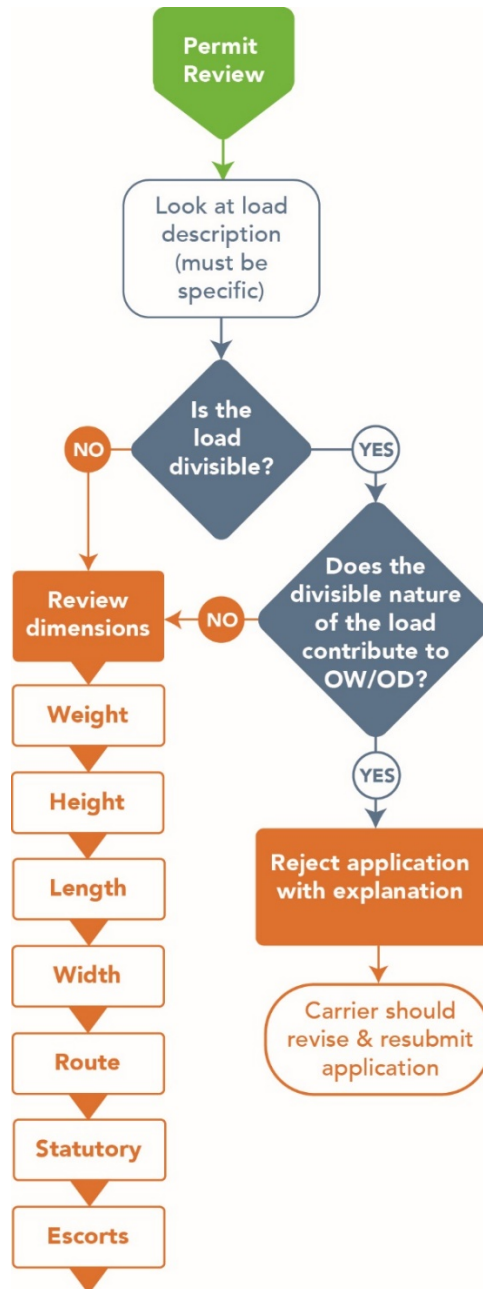 Permit
Review
Look at load
description
(must be
specific)
Is the
load
divisible?
NO
YES
Does the
divisible nature
of the load
contribute to
OW/OD?
NO
Review
dimensions
YES
Weight
Height
Length
Width
Route
Statutory
Escorts
Reject application
with explanation
Carrier should
revise & resubmit
application